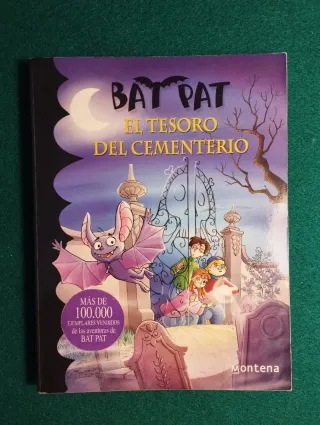 BAT PAT
EL TESORO
DEL CEMENTERIO
MÁS DE
100.000
EJEMPLARES VENDIDOS
de las aventuras de
BAT PAT
Montena